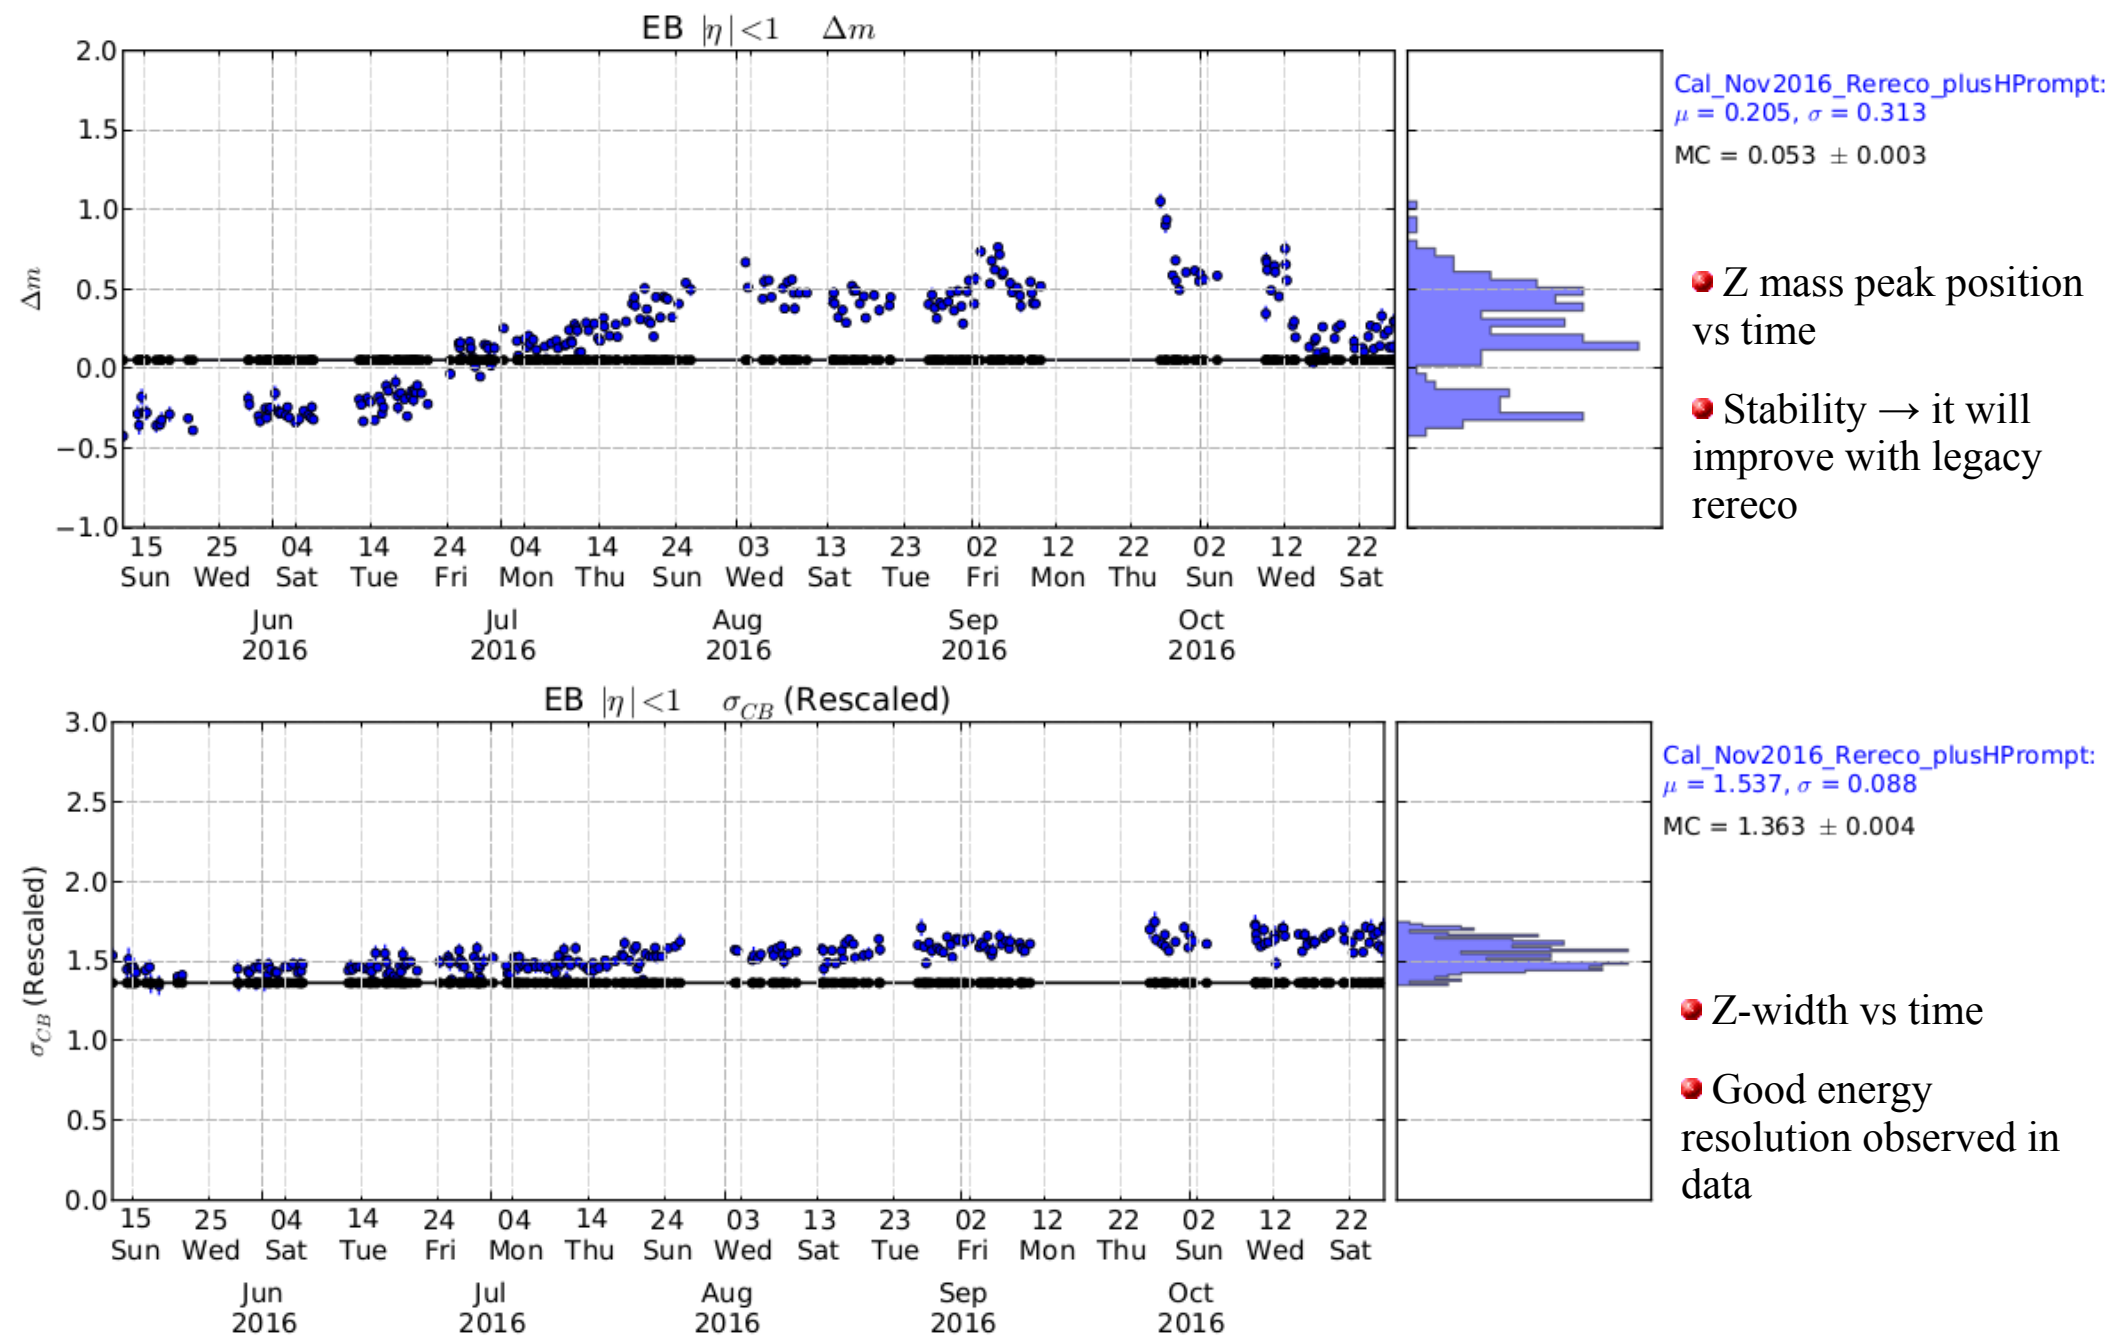 EB |η|<1 Δm
2.0
1.5
1.0
0.5
0.0
−0.5
−1.0
Δm
15 25 04 14 24 04 14 24 03 13 23 02 12 22 02 12 22
Sun Wed Sat Tue Fri Mon Thu Sun Wed Sat Tue Fri Mon Thu Sun Wed Sat
Jun Jul Aug Sep Oct
2016 2016 2016 2016 2016
Cal_Nov2016_Rereco_plusHPrompt:
μ = 0.205, σ = 0.313
MC = 0.053 ± 0.003
Z mass peak position
vs time
Stability → it will
improve with legacy
rereco
EB |η|<1 σCB (Rescaled)
3.0
2.5
2.0
1.5
1.0
0.5
0.0
σCB (Rescaled)
15 25 04 14 24 04 14 24 03 13 23 02 12 22 02 12 22
Sun Wed Sat Tue Fri Mon Thu Sun Wed Sat Tue Fri Mon Thu Sun Wed Sat
Jun Jul Aug Sep Oct
2016 2016 2016 2016 2016
Cal_Nov2016_Rereco_plusHPrompt:
μ = 1.537, σ = 0.088
MC = 1.363 ± 0.004
Z-width vs time
Good energy
resolution observed in
data